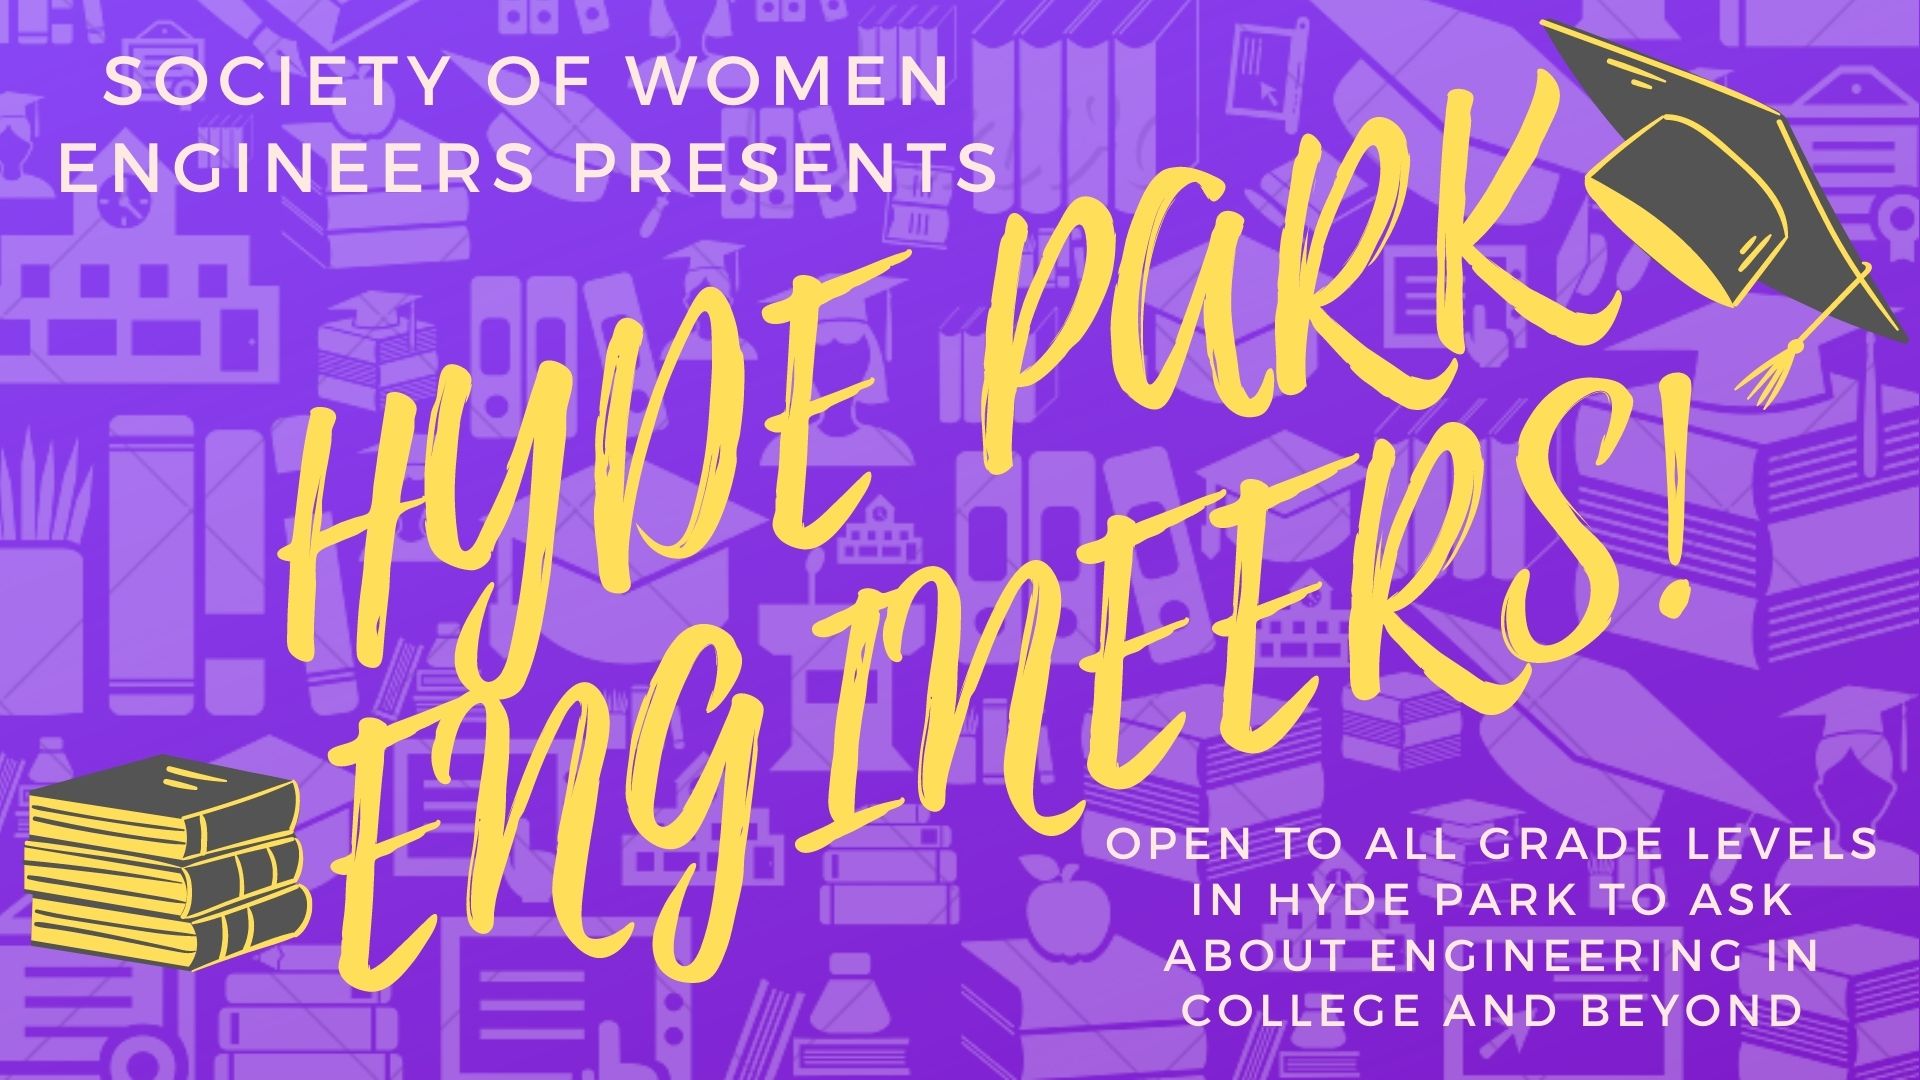 SOCIETY OF WOMEN
ENGINEERS PRESENTS
HYDE PARK
ENGINEERS!
OPEN TO ALL GRADE LEVELS
IN HYDE PARK TO ASK
ABOUT ENGINEERING IN
COLLEGE AND BEYOND